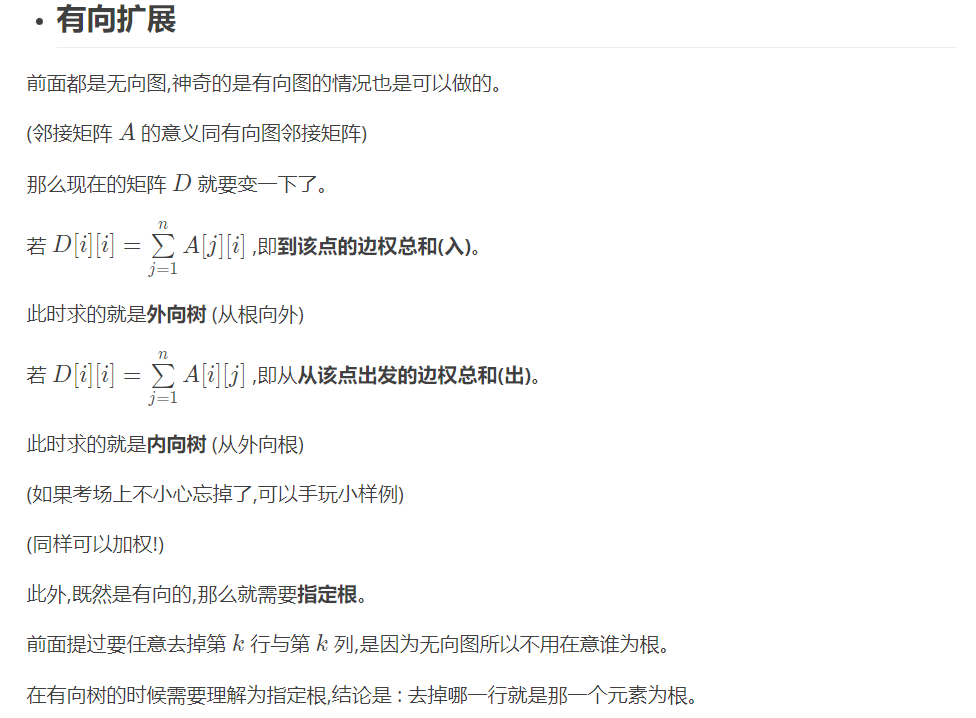 • 有向扩展
前面都是无向图,神奇的是有向图的情况也是可以做的。
(邻接矩阵 A 的意义同有向图邻接矩阵)
那么现在的矩阵 D 就要变一下了。
若 D[i][i] = \sum\limits_{j=1}^{n} A[j][i] ,即到该点的边权总和(入)。
此时求的就是外向树 (从根向外)
若 D[i][i] = \sum\limits_{j=1}^{n} A[i][j] ,即从从该点出发的边权总和(出)。
此时求的就是内向树 (从外向根)
(如果考场上不小心忘掉了,可以手玩小样例)
(同样可以加权!)
此外,既然是有向的,那么就需要指定根。
前面提过要任意去掉第 k 行与第 k 列,是因为无向图所以不用在意谁为根。
在有向树的时候需要理解为指定根,结论是 : 去掉哪一行就是那一个元素为根。